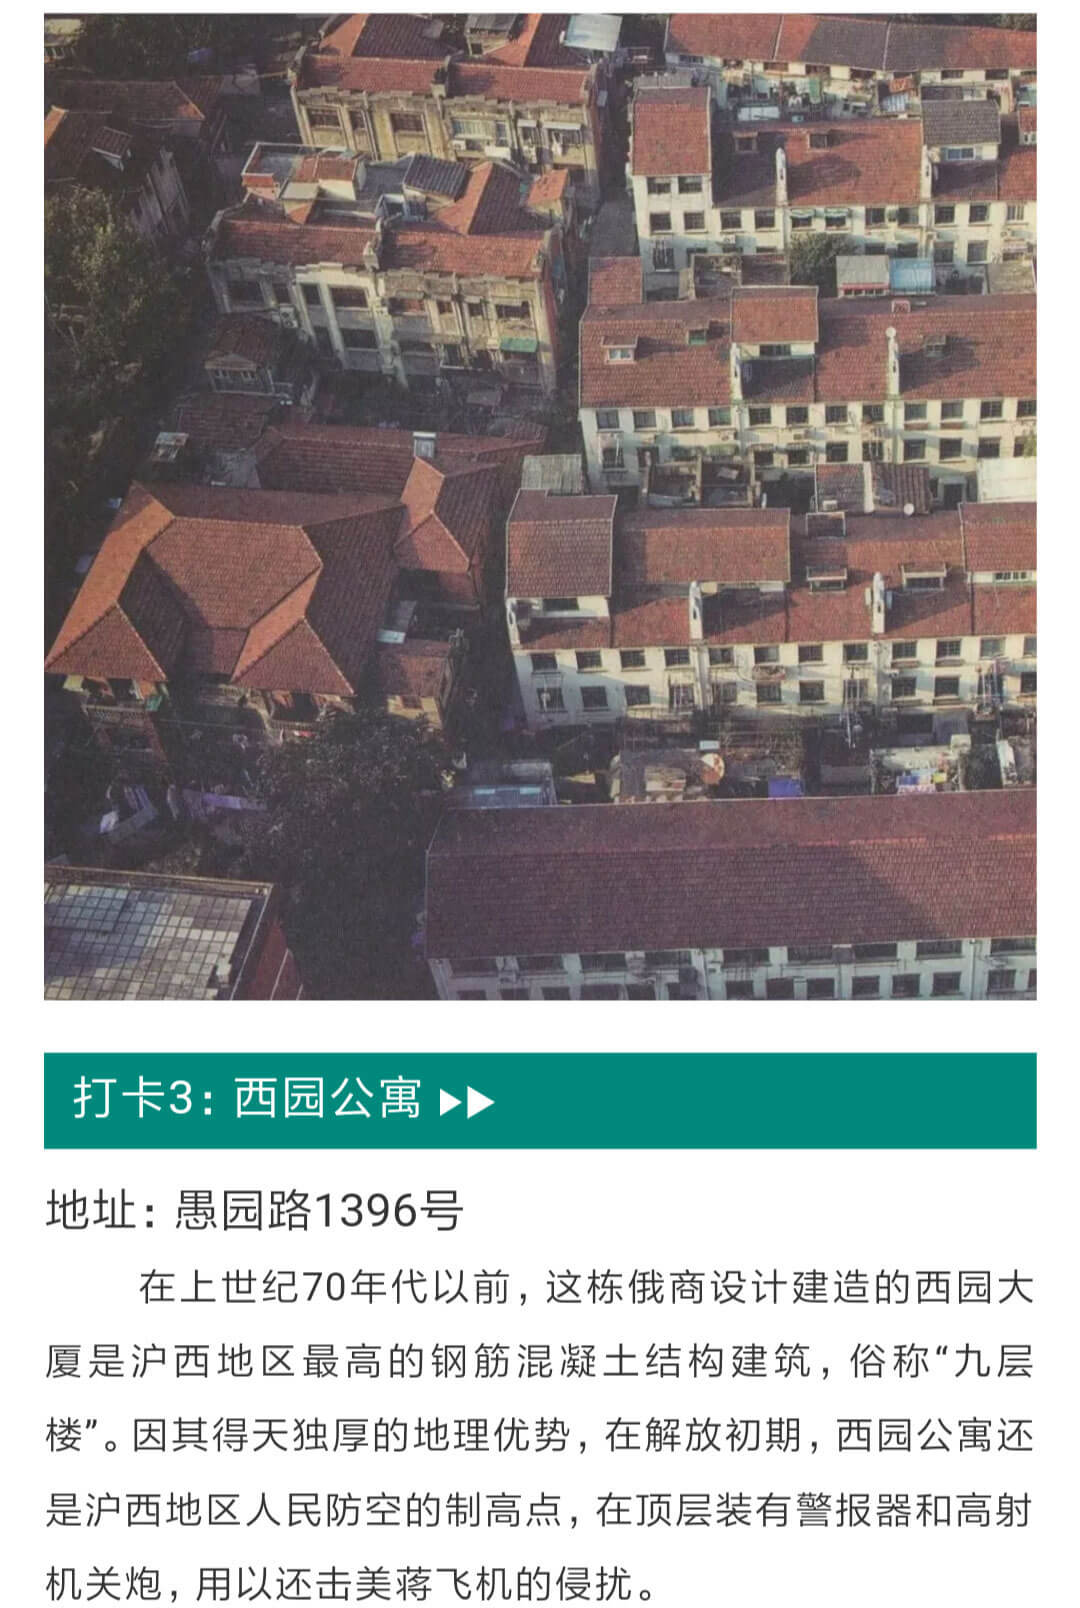 打卡3：西园公寓
地址：愚园路1396号
在上世纪70年代以前，这栋俄商设计建造的西园大
厦是沪西地区最高的钢筋混凝土结构建筑，俗称“九层
楼”。因其得天独厚的地理优势，在解放初期，西园公寓还
是沪西地区人民防空的制高点，在顶层装有警报器和高射
机关炮，用以还击美蒋飞机的侵扰。